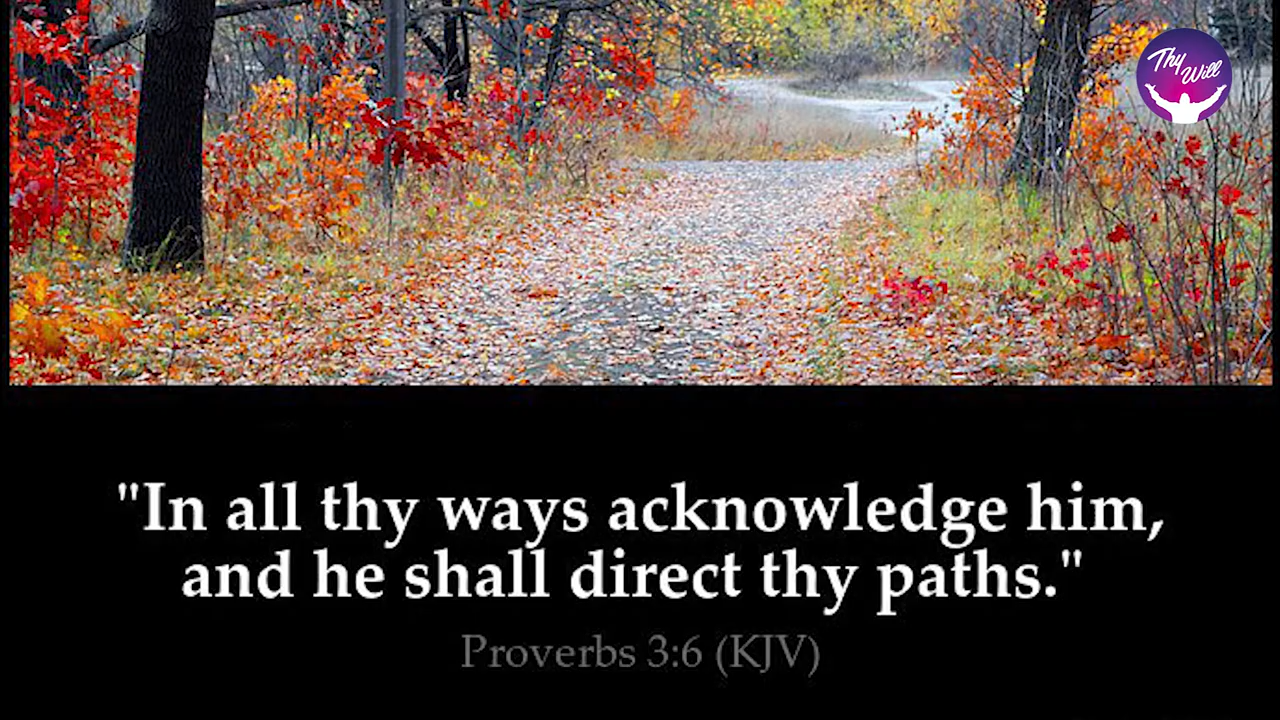 Thy
Will
"In all thy ways acknowledge him,
and he shall direct thy paths."
Proverbs 3:6 (KJV)